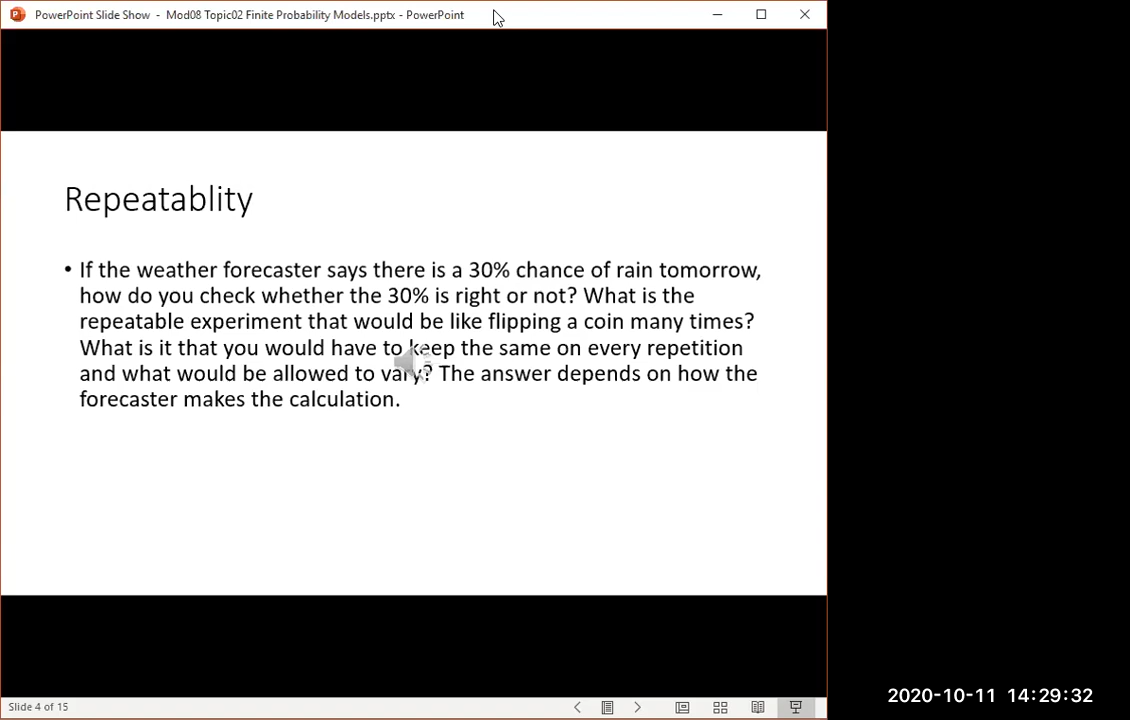 PowerPoint Slide Show - Mod08 Topic02 Finite Probability Models.pptx - PowerPoint
Repeatablity
• If the weather forecaster says there is a 30% chance of rain tomorrow,
how do you check whether the 30% is right or not? What is the
repeatable experiment that would be like flipping a coin many times?
What is it that you would have to keep the same on every repetition
and what would be allowed to vary? The answer depends on how the
forecaster makes the calculation.
Slide 4 of 15
2020-10-11 14:29:32